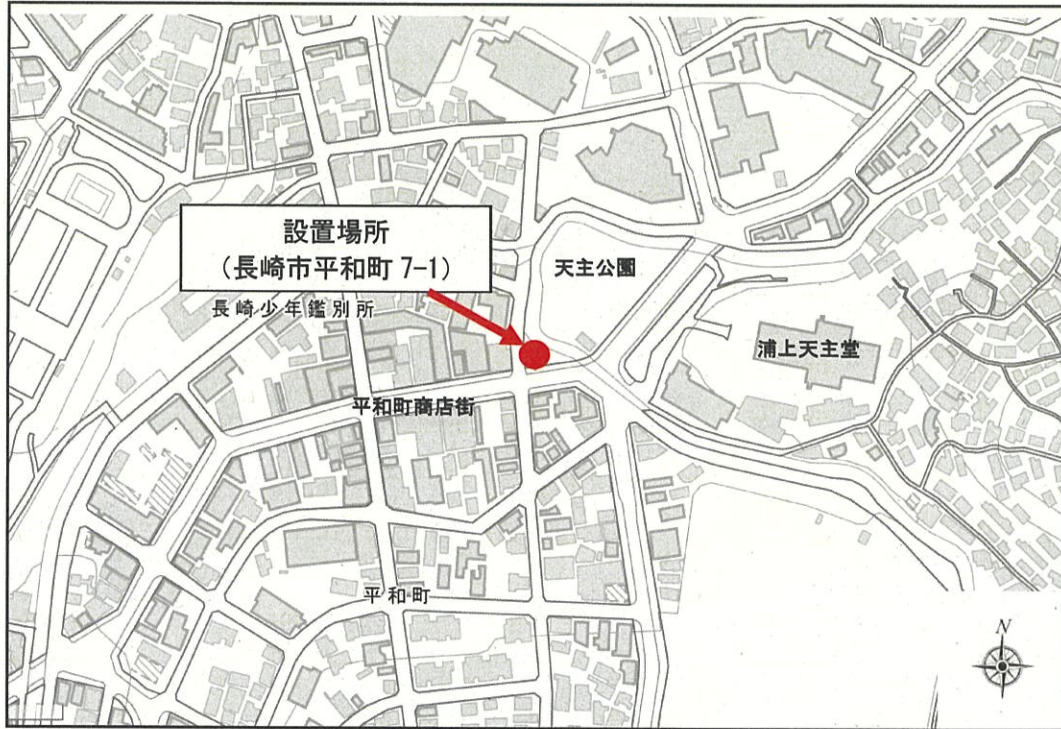 設置場所
（長崎市平和町 7-1）
天主公園
長崎少年鑑別所
浦上天主堂
平和町商店街
平和町
N